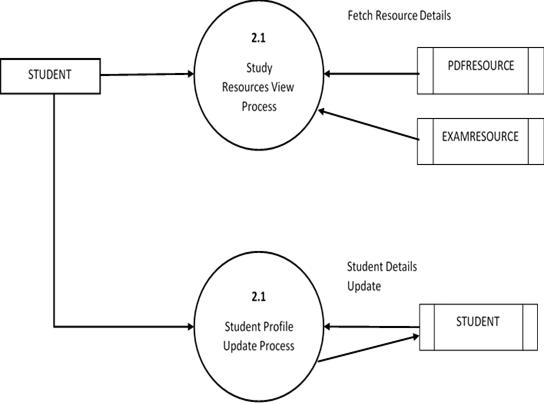 Fetch Resource Details
2.1
Study
Resources View
Process
STUDENT
PDFRESOURCE
EXAMRESOURCE
Student Details
Update
2.1
Student Profile
Update Process
STUDENT